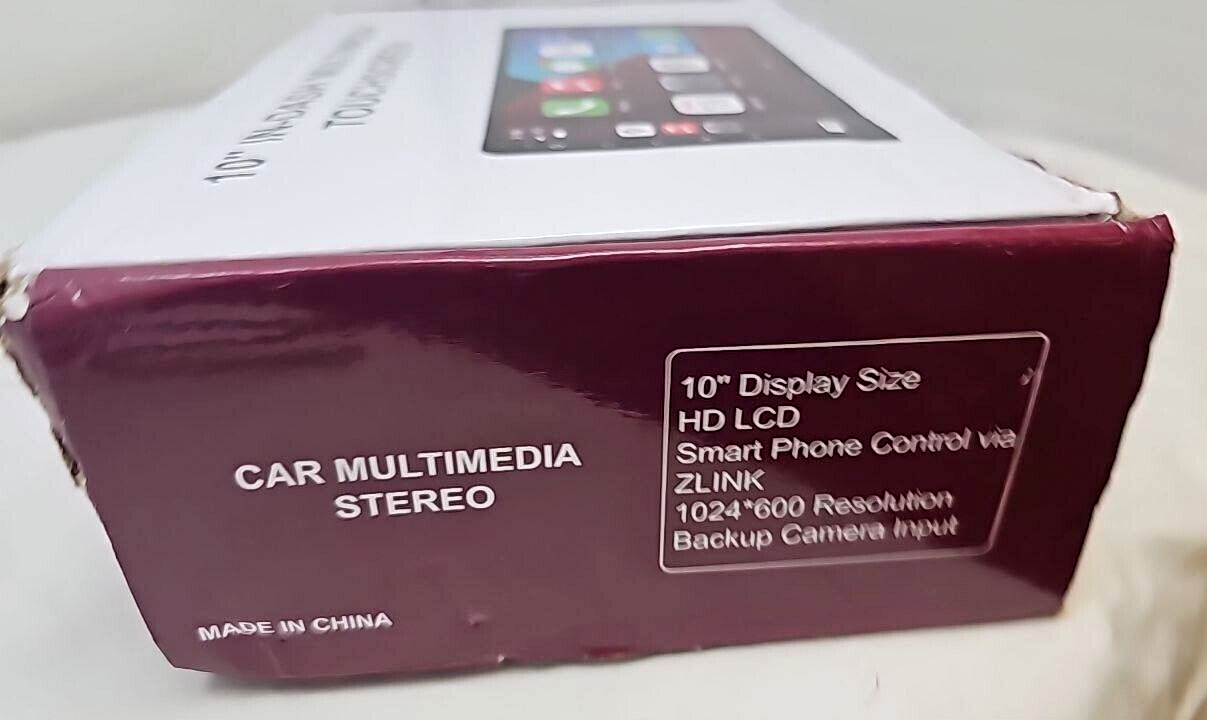 10" IN-DASH
TOUCHSCREEN
CAR MULTIMEDIA
STEREO
MADE IN CHINA
10" Display Size
HD LCD
Smart Phone Control via
ZLINK
1024*600 Resolution
Backup Camera Input